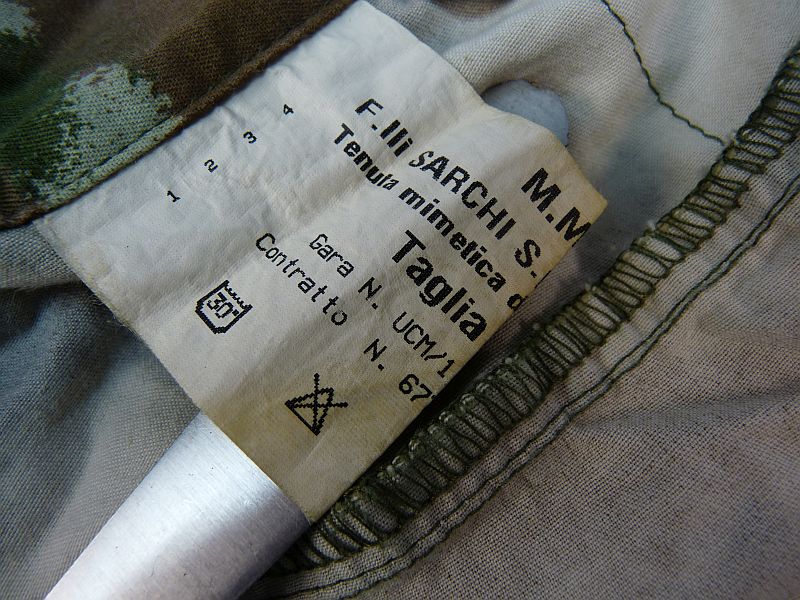 M.M
F.lli SARCHI S.
Tenuta mimetica d
Taglia
Gara N. UCM/1
Contratto N. 67
1 2 3 4
30°